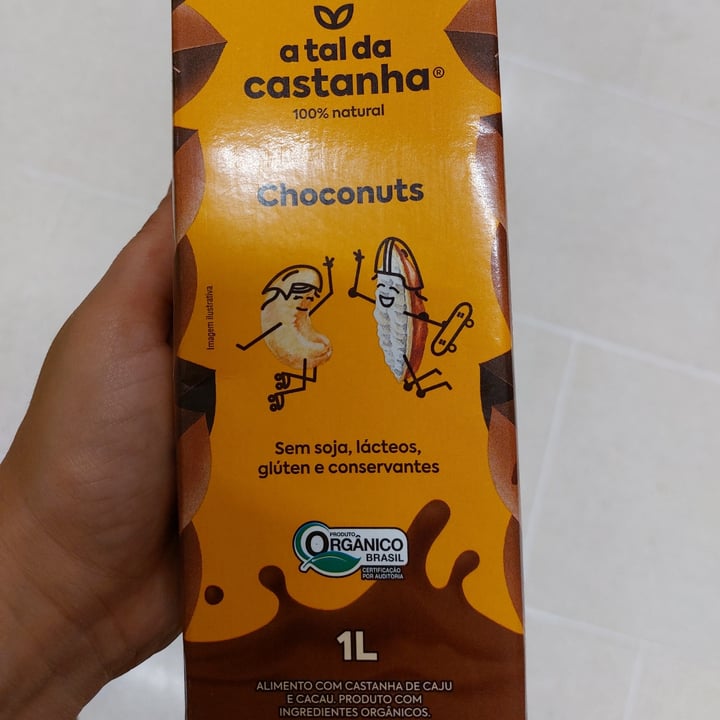 a tal da
castanha®
100% natural
Choconuts
Imagem ilustrativa
Sem soja, lácteos,
glúten e conservantes
PRODUTO
ORGÂNICO
BRASIL
CERTIFICAÇÃO
POR AUDITORIA
1L
ALIMENTO COM CASTANHA DE CAJU
E CACAU. PRODUTO COM
INGREDIENTES ORGÂNICOS.